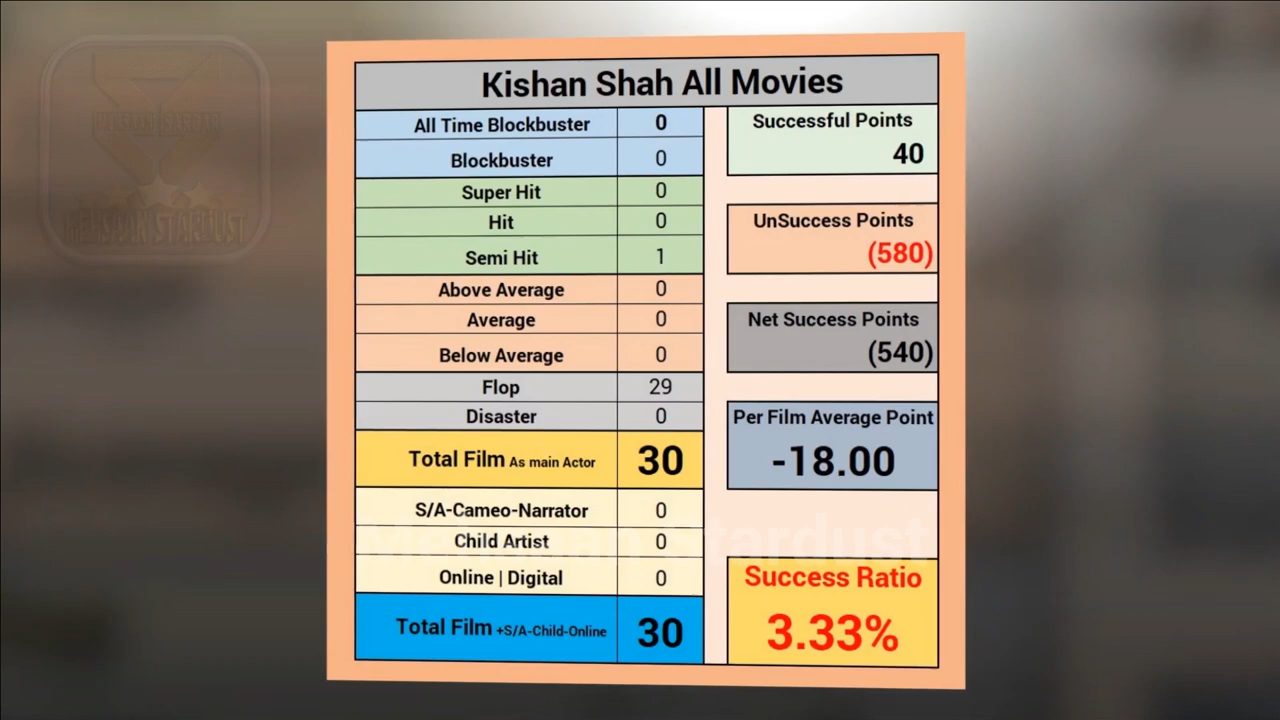 Kishan Shah All Movies
All Time Blockbuster 0
Blockbuster 0
Super Hit 0
Hit 0
Semi Hit 1
Above Average 0
Average 0
Below Average 0
Flop 29
Disaster 0
Total Film As main Actor 30
S/A-Cameo-Narrator 0
Child Artist 0
Online | Digital 0
Total Film +S/A-Child-Online 30
Successful Points
40
UnSuccess Points
(580)
Net Success Points
(540)
Per Film Average Point
-18.00
Success Ratio
3.33%